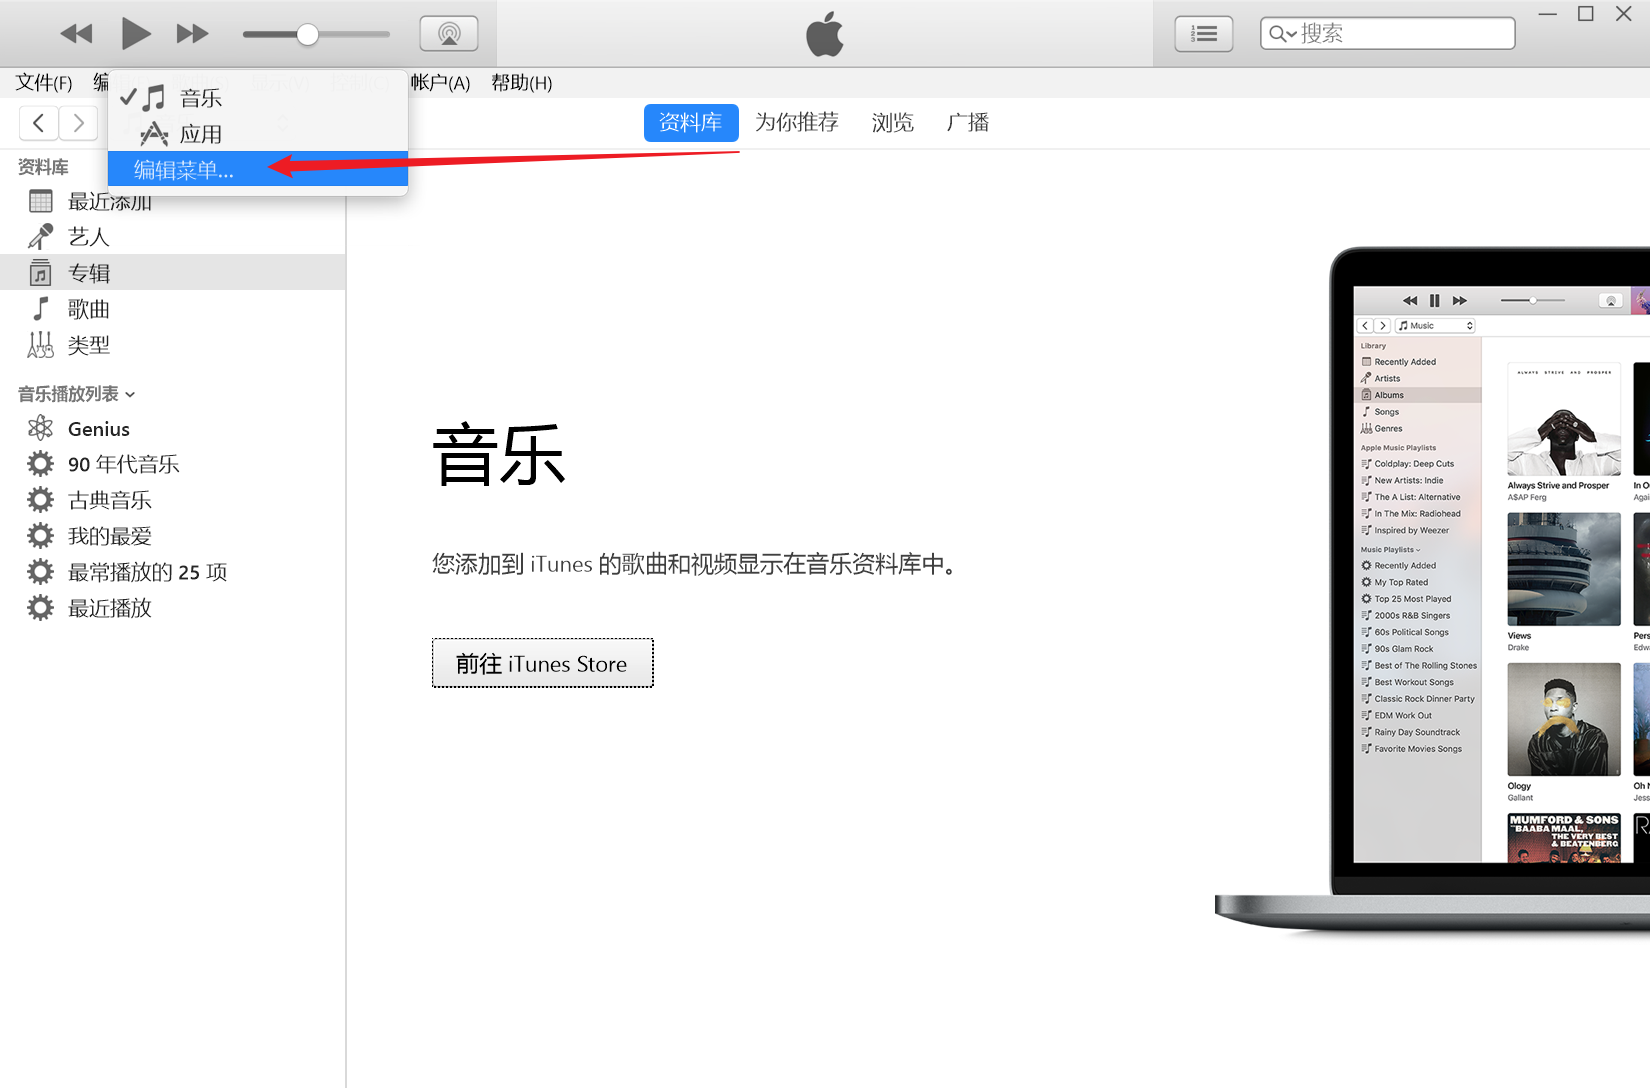 搜索
文件(F) 编 帐户(A) 帮助(H)
音乐
应用
编辑菜单...
资料库 为你推荐 浏览 广播
资料库
最近添加
艺人
专辑
歌曲
类型
音乐播放列表
Genius
90 年代音乐
古典音乐
我的最爱
最常播放的 25 项
最近播放
音乐
您添加到 iTunes 的歌曲和视频显示在音乐资料库中。
前往 iTunes Store
Music
Library
Recently Added
Artists
Albums
Songs
Genres
Apple Music Playlists
Coldplay: Deep Cuts
New Artists: Indie
The A List: Alternative
In The Mix: Radiohead
Inspired by Weezer
Music Playlists
Recently Added
My Top Rated
Top 25 Most Played
2000s R&B Singers
60s Political Songs
90s Glam Rock
Best of The Rolling Stones
Best Workout Songs
Classic Rock Dinner Party
EDM Work Out
Rainy Day Soundtrack
Favorite Movies Songs
ALWAYS STRIVE AND PROSPER
Always Strive and Prosper
A$AP Ferg
Views
Drake
Ology
Gallant
MUMFORD & SONS
BAABA MAAL,
THE VERY BEST
& BEATENBERG
In O
Agai
Pers
Edwa
Oh N
Jess